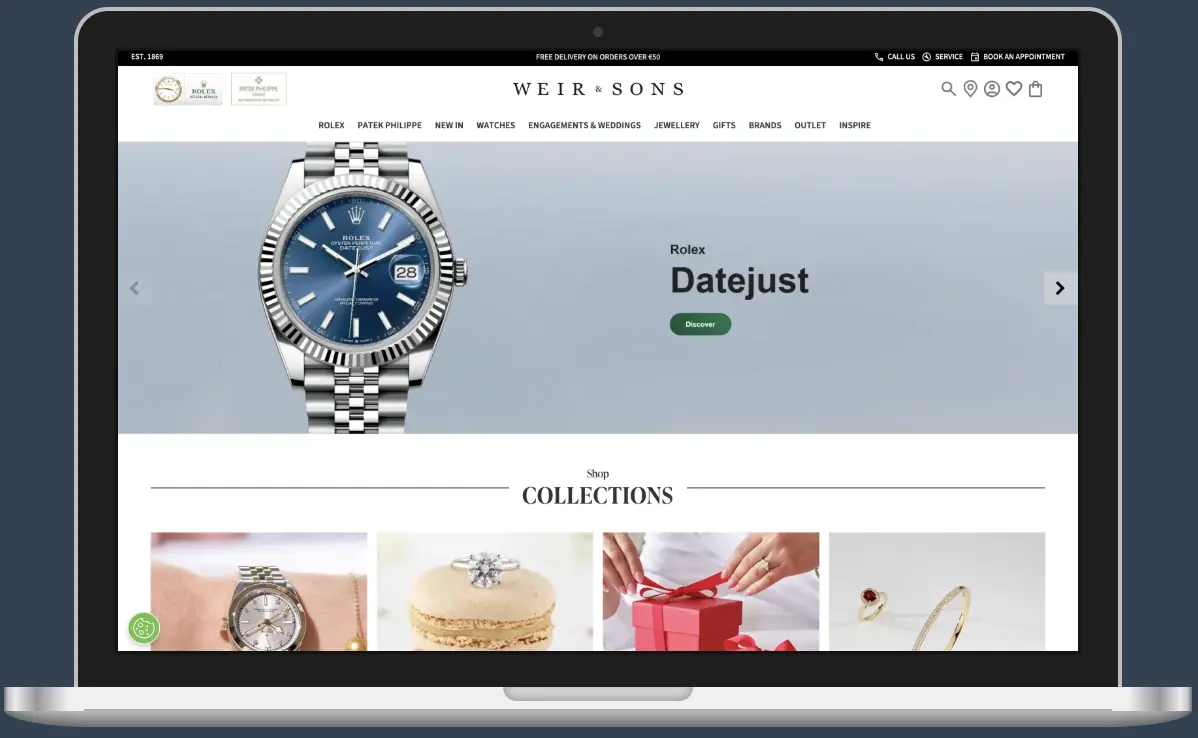 EST. 1869
FREE DELIVERY ON ORDERS OVER €50
CALL US
SERVICE
BOOK AN APPOINTMENT
ROLEX
PATEK PHILIPPE
WEIR & SONS
ROLEX
PATEK PHILIPPE
NEW IN
WATCHES
ENGAGEMENTS & WEDDINGS
JEWELLERY
GIFTS
BRANDS
OUTLET
INSPIRE
ROLEX
OYSTER PERPETUAL
DATEJUST
28
Rolex
Datejust
Discover
Shop
COLLECTIONS